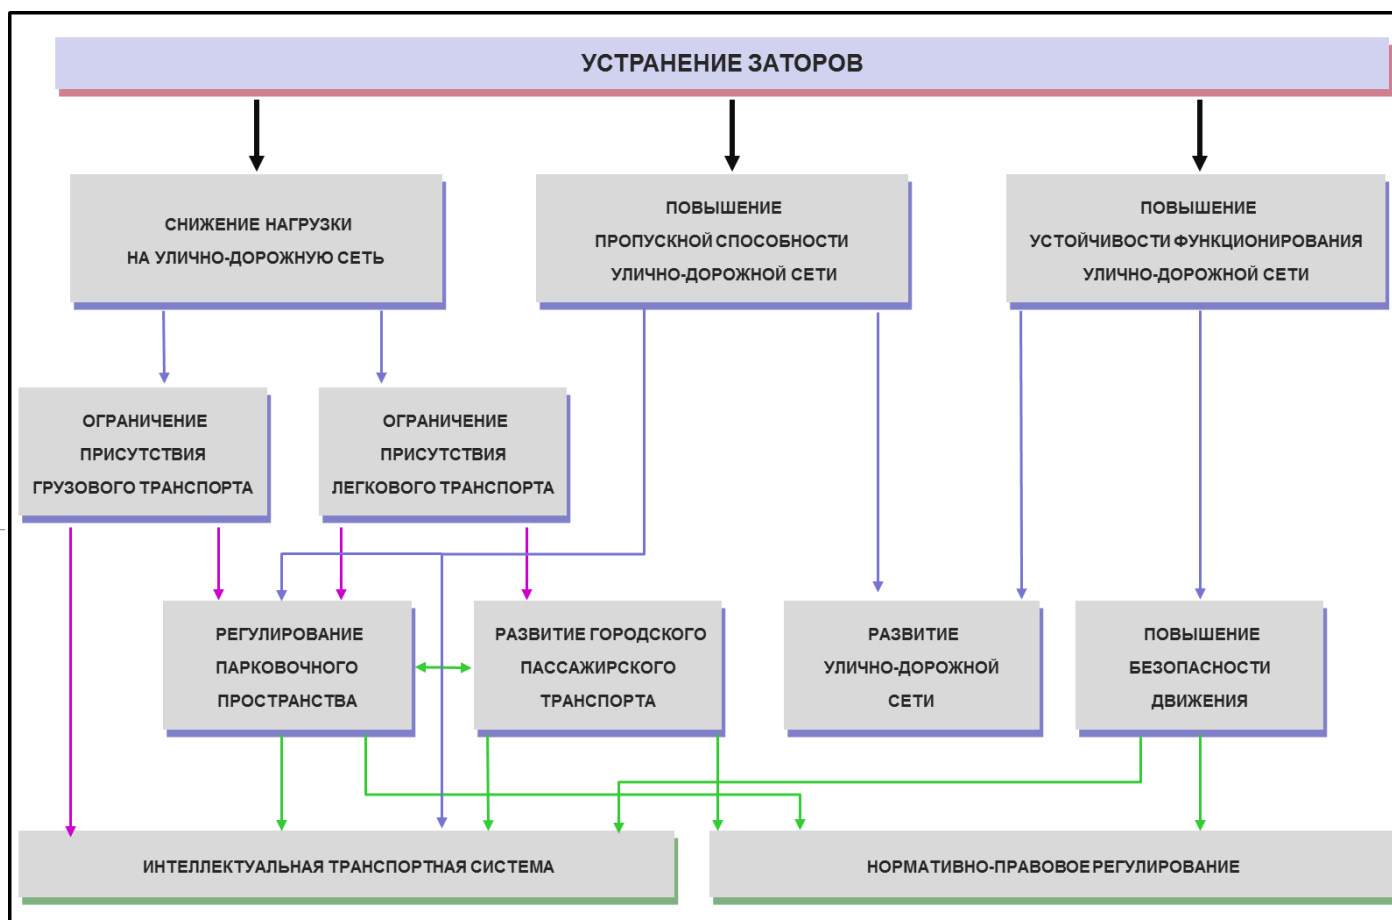 УСТРАНЕНИЕ ЗАТОРОВ
СНИЖЕНИЕ НАГРУЗКИ
НА УЛИЧНО-ДОРОЖНУЮ СЕТЬ
ПОВЫШЕНИЕ
ПРОПУСКНОЙ СПОСОБНОСТИ
УЛИЧНО-ДОРОЖНОЙ СЕТИ
ПОВЫШЕНИЕ
УСТОЙЧИВОСТИ ФУНКЦИОНИРОВАНИЯ
УЛИЧНО-ДОРОЖНОЙ СЕТИ
ОГРАНИЧЕНИЕ
ПРИСУТСТВИЯ
ГРУЗОВОГО ТРАНСПОРТА
ОГРАНИЧЕНИЕ
ПРИСУТСТВИЯ
ЛЕГКОВОГО ТРАНСПОРТА
РЕГУЛИРОВАНИЕ
ПАРКОВОЧНОГО
ПРОСТРАНСТВА
РАЗВИТИЕ ГОРОДСКОГО
ПАССАЖИРСКОГО
ТРАНСПОРТА
РАЗВИТИЕ
УЛИЧНО-ДОРОЖНОЙ
СЕТИ
ПОВЫШЕНИЕ
БЕЗОПАСНОСТИ
ДВИЖЕНИЯ
ИНТЕЛЛЕКТУАЛЬНАЯ ТРАНСПОРТНАЯ СИСТЕМА
НОРМАТИВНО-ПРАВОВОЕ РЕГУЛИРОВАНИЕ